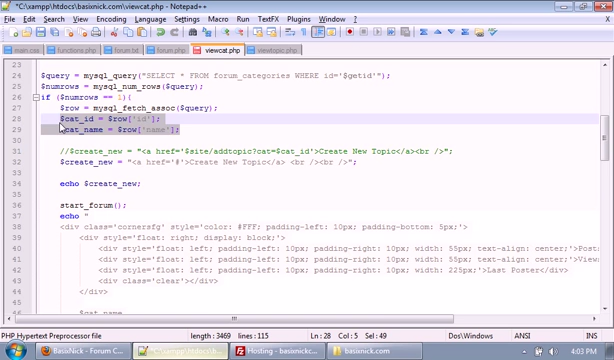 *C:\xampp\htdocs\basixnick.com\viewcat.php - Notepad++
File Edit Search View Encoding Language Settings Macro Run TextFX Plugins Window ? X
main.css functions.php forum.txt forum.php viewcat.php viewtopic.php
23
24 $query = mysql_query("SELECT * FROM forum_categories WHERE id='$getid'");
25 $numrows = mysql_num_rows($query);
26 if ($numrows == 1){
27 $row = mysql_fetch_assoc($query);
28 $cat_id = $row['id'];
29 $cat_name = $row['name'];
30
31 //$create_new = "<a href='$site/addtopic?cat=$cat_id'>Create New Topic</a><br />";
32 $create_new = "<a href='#'>Create New Topic</a> <br /><br />";
33
34 echo $create_new;
35
36 start_forum();
37 echo "
38 <div class='cornersfg' style='color: #FFF; padding-left: 10px; padding-bottom: 5px;'>
39 <div style='float: right; display: block;'>
40 <div style='float: left; padding-left: 10px; padding-right: 10px; width: 55px; text-align: center;'>Post
41 <div style='float: left; padding-left: 10px; padding-right: 10px; width: 55px; text-align: center;'>View
42 <div style='float: left; padding-left: 10px; padding-right: 10px; width: 225px;'>Last Poster</div>
43 <div class='clear'></div>
44 </div>
45
46 $cat_name
PHP Hypertext Preprocessor file length : 3469 lines : 115 Ln : 28 Col : 5 Sel : 49 Dos\Windows ANSI INS
BasixNick - Forum C... *C:\xampp\htdocs\b... Hosting - basixnickc... basixnick.com 4:03 PM